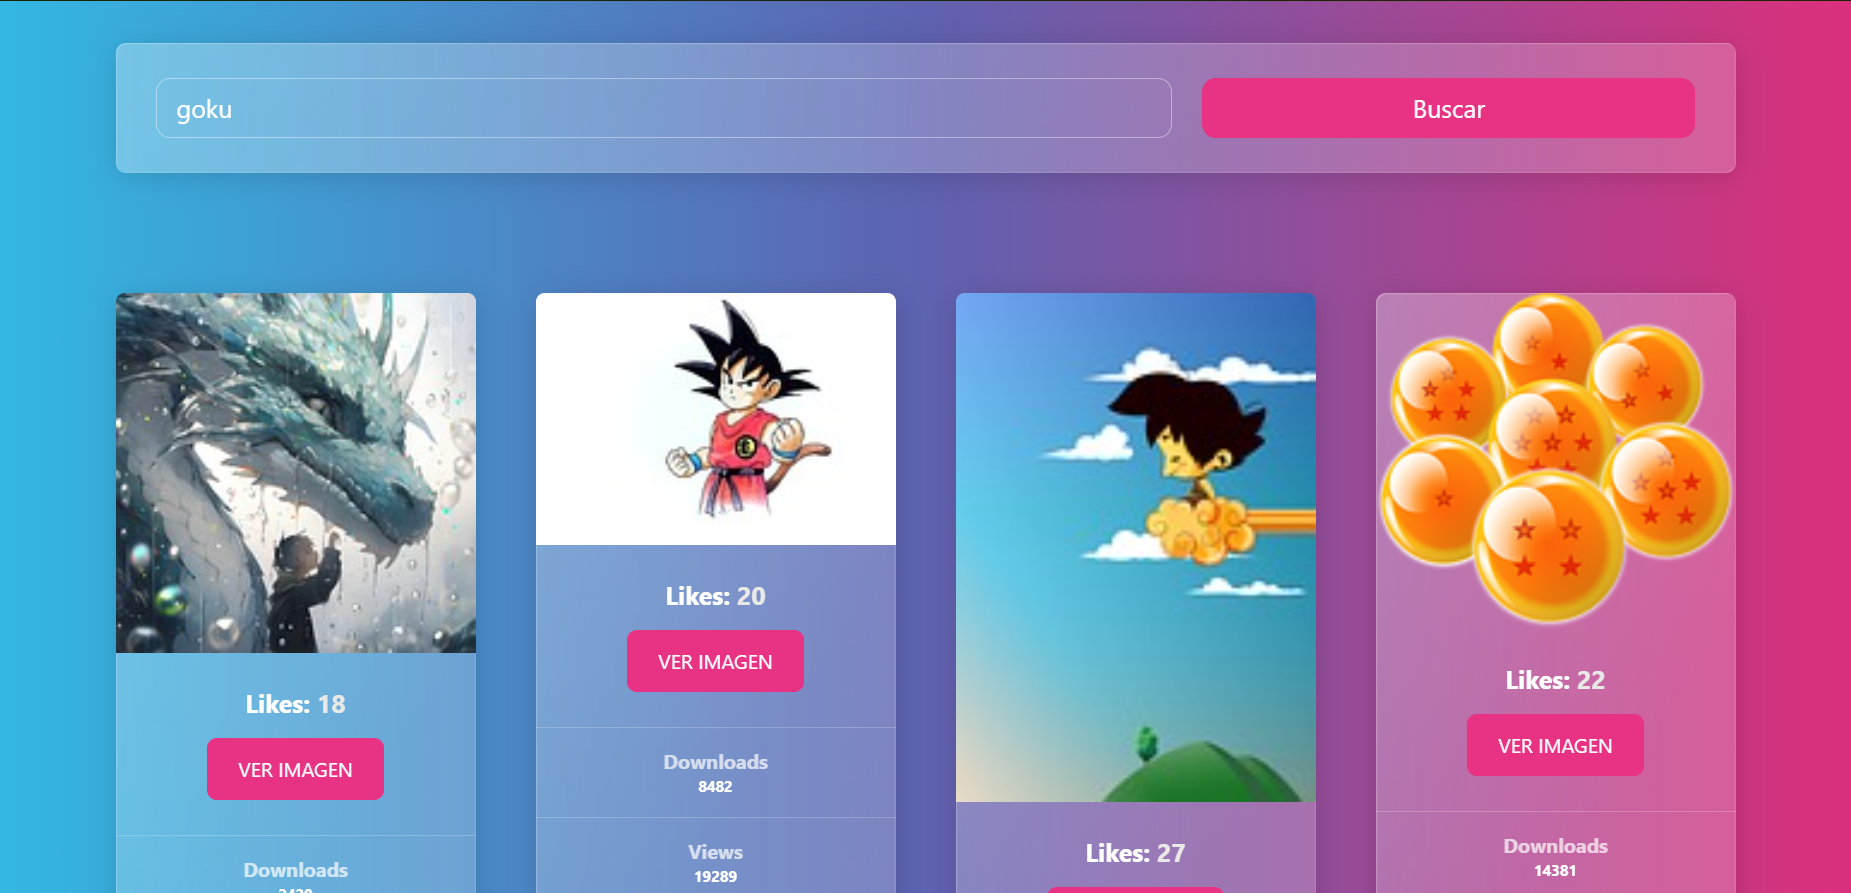 goku
Buscar
Likes: 18
VER IMAGEN
Downloads
Likes: 20
VER IMAGEN
Downloads
8482
Views
19289
Likes: 27
Likes: 22
VER IMAGEN
Downloads
14381